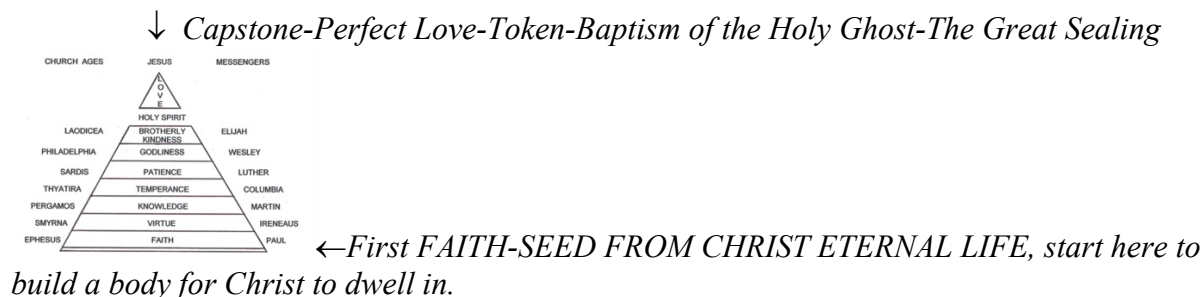 ↓ Capstone-Perfect Love-Token-Baptism of the Holy Ghost-The Great Sealing
CHURCH AGES JESUS MESSENGERS
L
O
V
E
HOLY SPIRIT
LAODICEA BROTHERLY KINDNESS ELIJAH
PHILADELPHIA GODLINESS WESLEY
SARDIS PATIENCE LUTHER
THYATIRA TEMPERANCE COLUMBIA
PERGAMOS KNOWLEDGE MARTIN
SMYRNA VIRTUE IRENEAUS
EPHESUS FAITH PAUL
←First FAITH-SEED FROM CHRIST ETERNAL LIFE, start here to
build a body for Christ to dwell in.